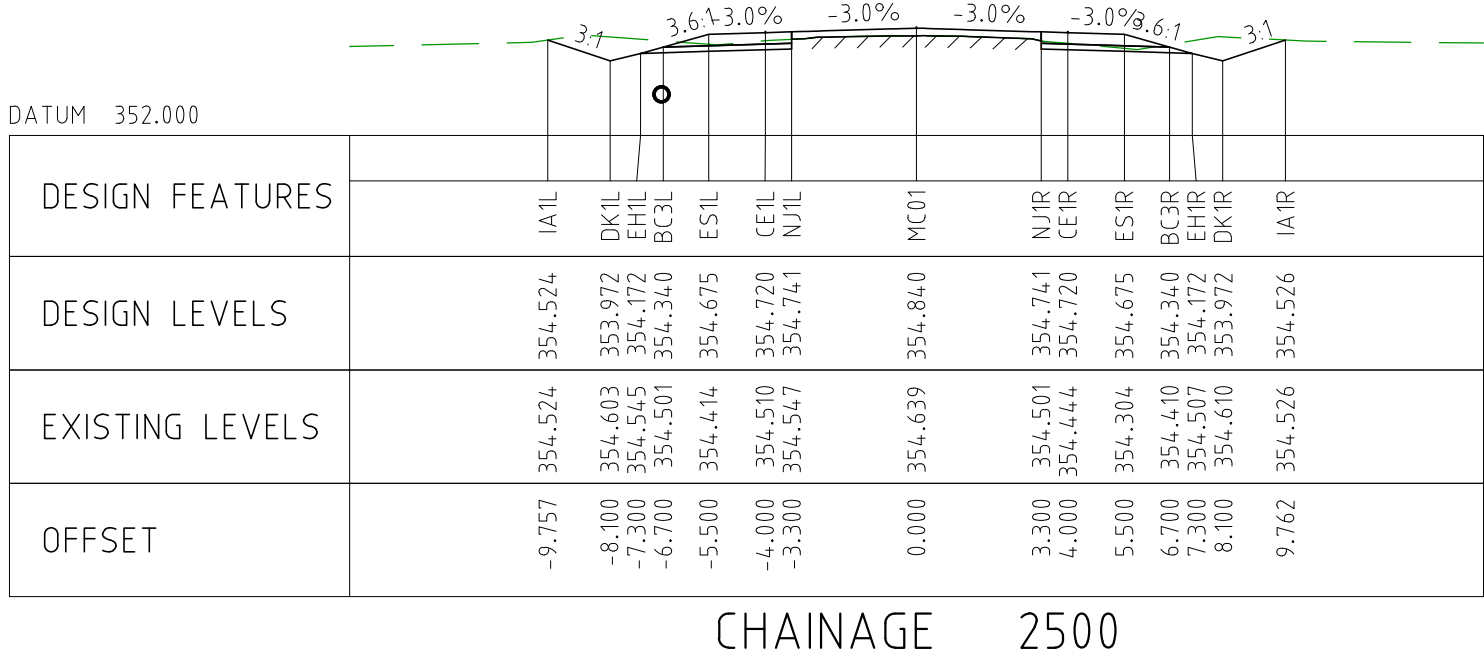 3:1 3.6:1 -3.0% -3.0% -3.0% -3.0% 3.6:1 3:1
DATUM 352.000
DESIGN FEATURES IA1L DK1L EH1L BC3L ES1L CE1L NJ1L MC01 NJ1R CE1R ES1R BC3R EH1R DK1R IA1R
DESIGN LEVELS 354.524 353.972 354.172 354.340 354.675 354.720 354.741 354.840 354.741 354.720 354.675 354.340 354.172 353.972 354.526
EXISTING LEVELS 354.524 354.603 354.545 354.501 354.414 354.510 354.547 354.639 354.501 354.444 354.304 354.410 354.507 354.610 354.526
OFFSET -9.757 -8.100 -7.300 -6.700 -5.500 -4.000 -3.300 0.000 3.300 4.000 5.500 6.700 7.300 8.100 9.762
CHAINAGE 2500